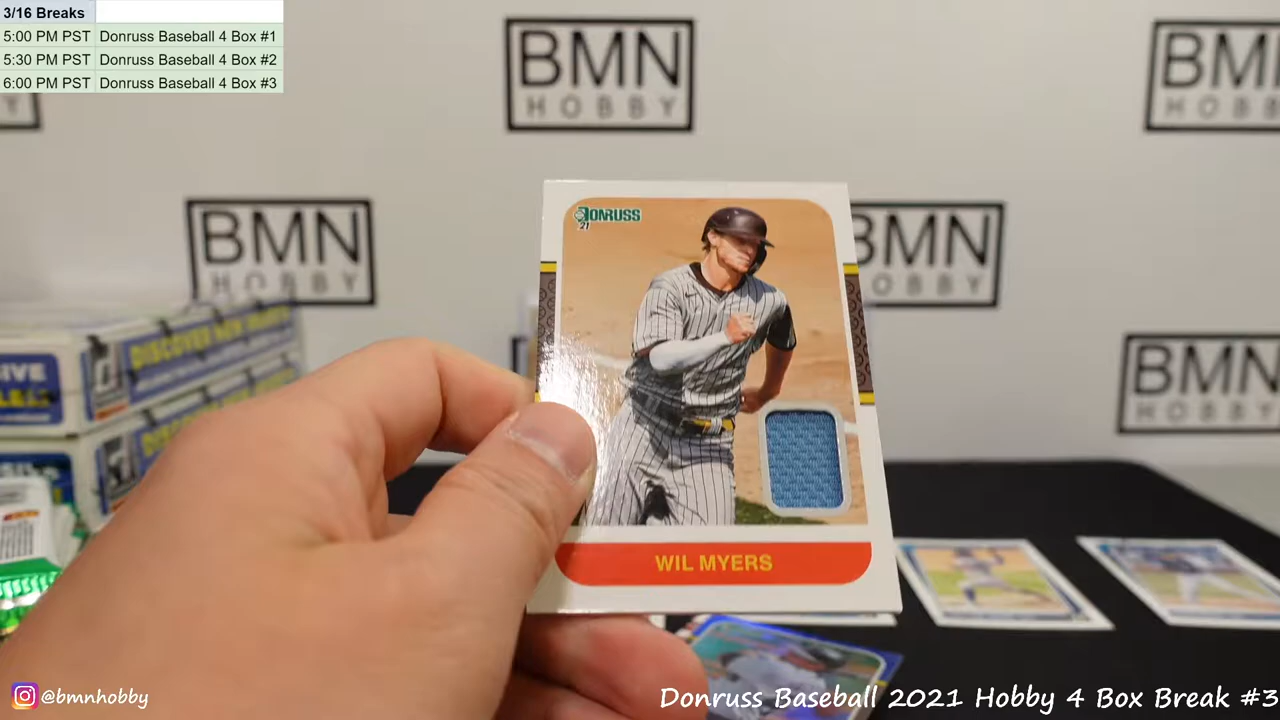 3/16 Breaks
5:00 PM PST Donruss Baseball 4 Box #1
5:30 PM PST Donruss Baseball 4 Box #2
6:00 PM PST Donruss Baseball 4 Box #3
BMN
HOBBY
BMN
HOBBY
BMN
HOBBY
BMN
HOBBY
BMN
HOBBY
DONRUSS
21
DISCOVER NEW
WIL MYERS
@bmnhobby
Donruss Baseball 2021 Hobby 4 Box Break #3